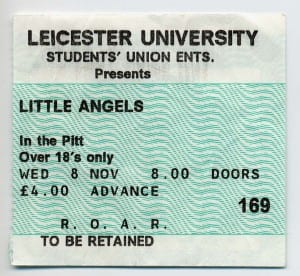 LEICESTER UNIVERSITY
STUDENTS' UNION ENTS.
Presents
LITTLE ANGELS
In the Pitt
Over 18's only
WED 8 NOV 8.00 DOORS
£4.00 ADVANCE
169
R. O. A. R.
TO BE RETAINED